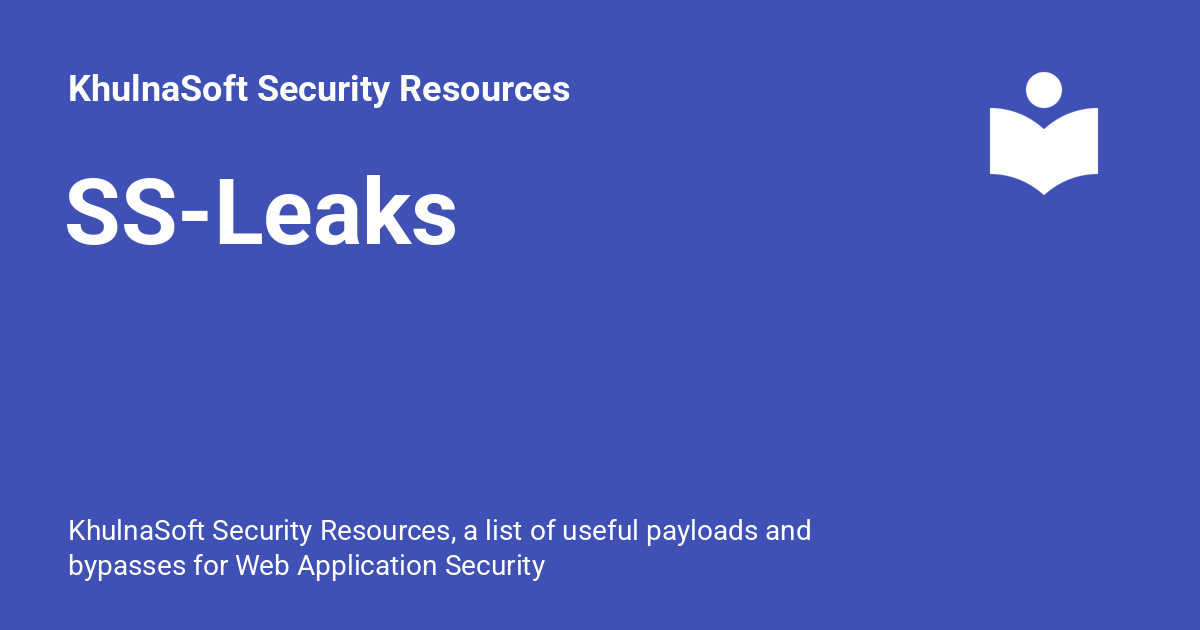 KhulnaSoft Security Resources
SS-Leaks
KhulnaSoft Security Resources, a list of useful payloads and
bypasses for Web Application Security